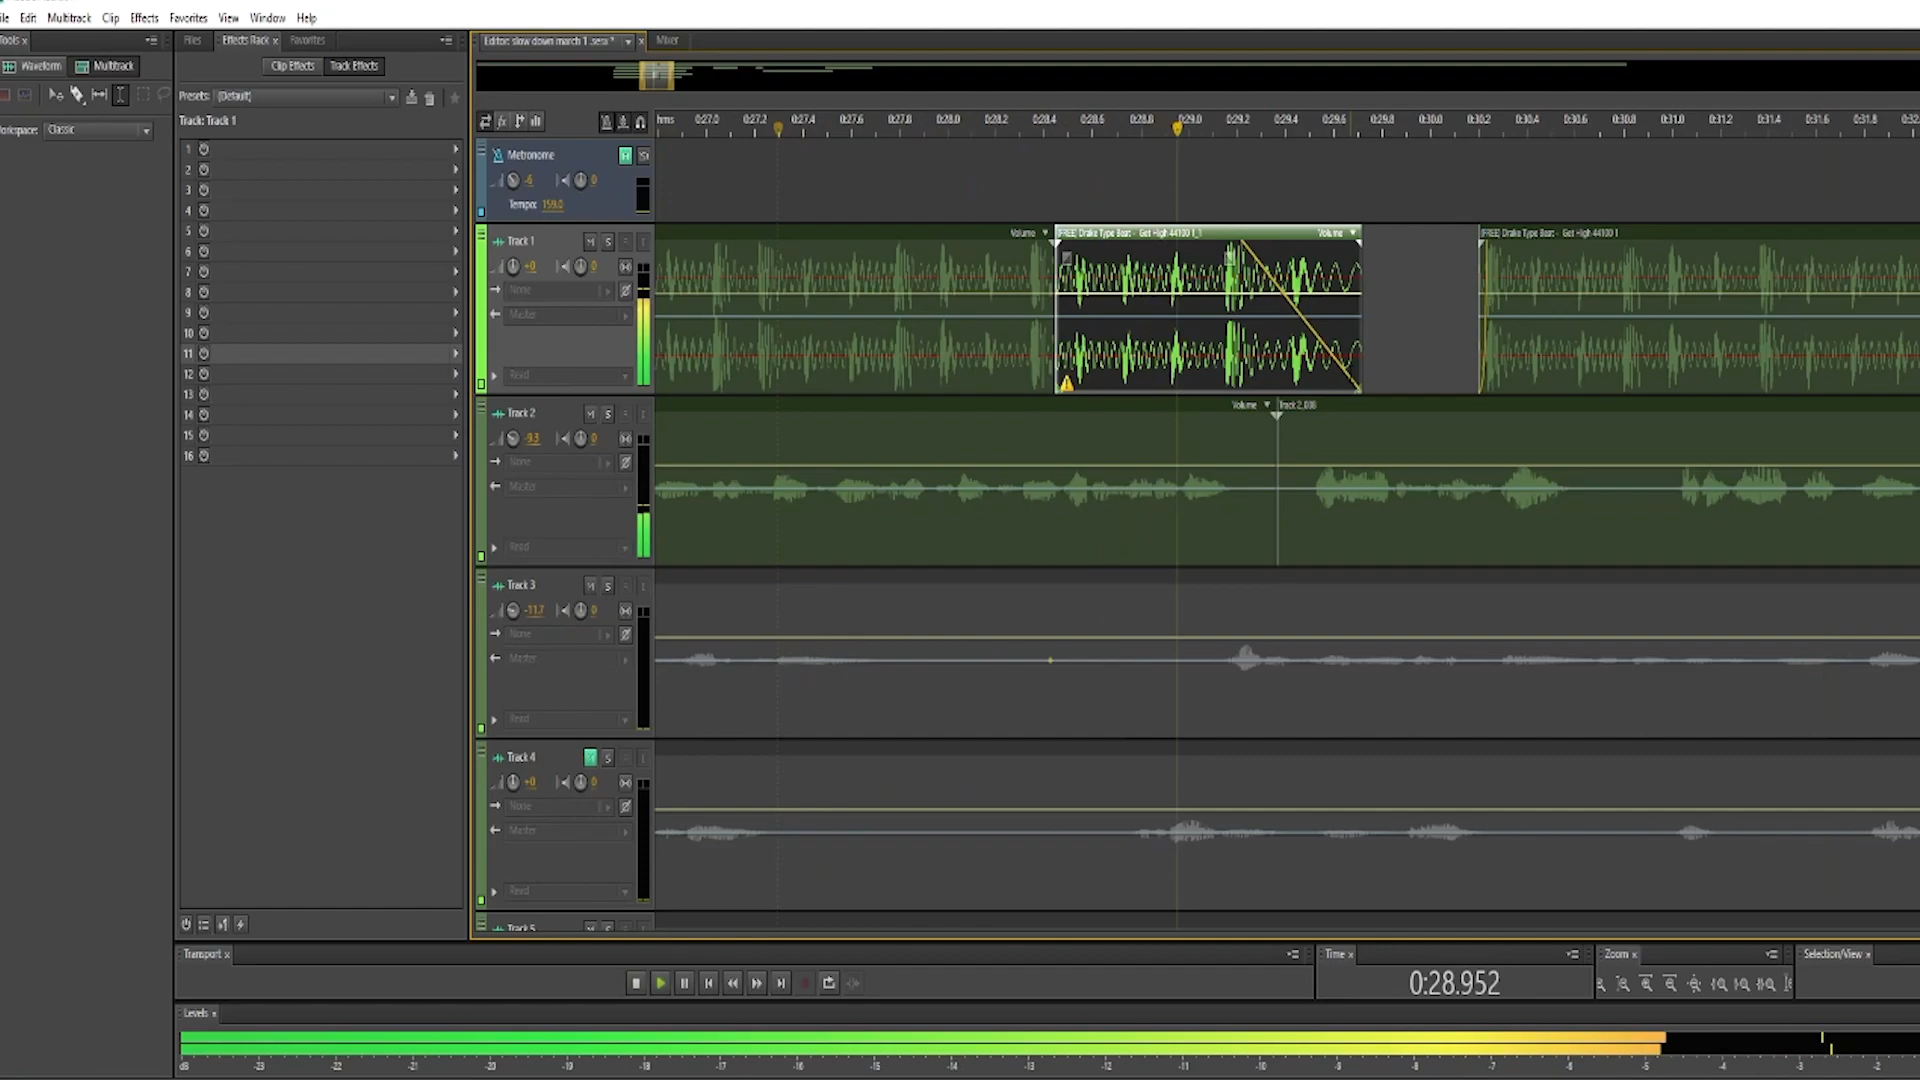 Edit Multitrack Clip Effects Favorites View Window Help
Files Effects Rack x Favorites
Editor: slow down march 1.sesx * x Mixer
Waveform Multitrack
Clip Effects Track Effects
Presets: (Default)
Track: Track 1
Classic
1
2
3
4
5
6
7
8
9
10
11
12
13
14
15
16
hms 0:27.0 0:27.2 0:27.4 0:27.6 0:27.8 0:28.0 0:28.2 0:28.4 0:28.6 0:28.8 0:29.0 0:29.2 0:29.4 0:29.6 0:29.8 0:30.0 0:30.2 0:30.4 0:30.6 0:30.8 0:31.0 0:31.2 0:31.4 0:31.6 0:31.8
Metronome
-6 0
Tempo: 159.0
Track 1 M S
+0 0
None
Master
Read
Volume
[FREE] Drake Type Beat - Get High 44100 1_1 Volume
[FREE] Drake Type Beat - Get High 44100 1
Track 2 M S
-9.3 0
None
Master
Read
Volume Track 2_008
Track 3 M S
-11.7 0
None
Master
Read
Track 4 M S
+0 0
None
Master
Read
Track 5
Transport x
Time x
0:28.952
Zoom x
Selection/View x
Levels x
dB -23 -22 -21 -20 -19 -18 -17 -16 -15 -14 -13 -12 -11 -10 -9 -8 -7 -6 -5 -4 -3 -2